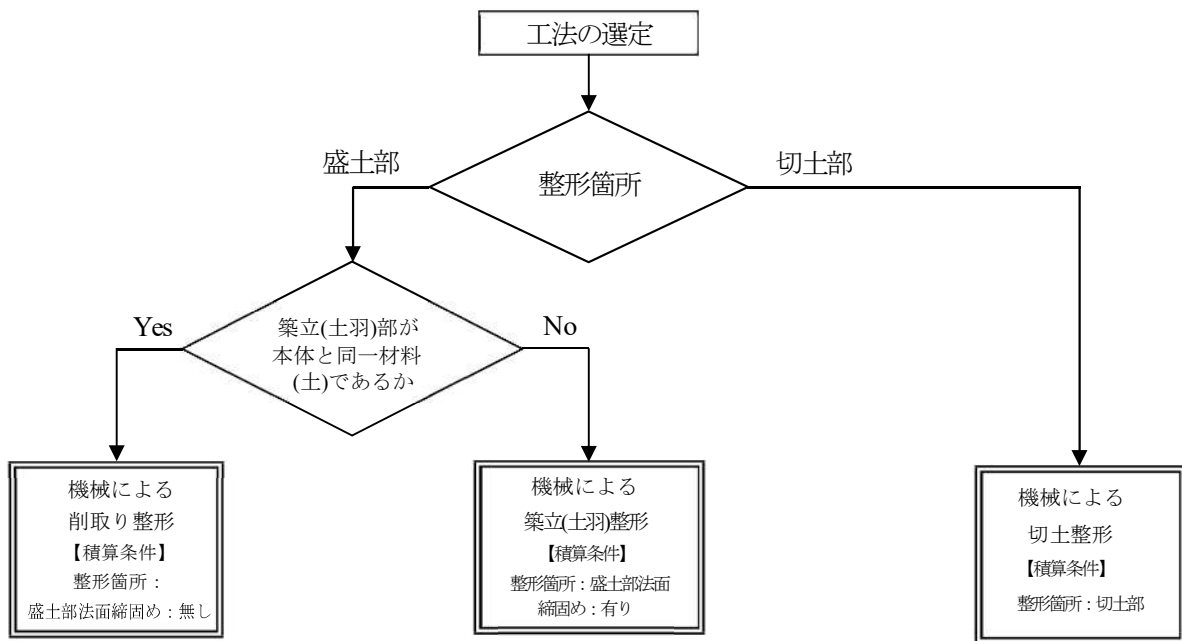 工法の選定
盛土部
切土部
整形箇所
Yes
No
築立(土羽)部が
本体と同一材料
(土)であるか
機械による
削取り整形
【積算条件】
整形箇所：
盛土部法面締固め：無し
機械による
築立(土羽)整形
【積算条件】
整形箇所：盛土部法面
締固め：有り
機械による
切土整形
【積算条件】
整形箇所：切土部